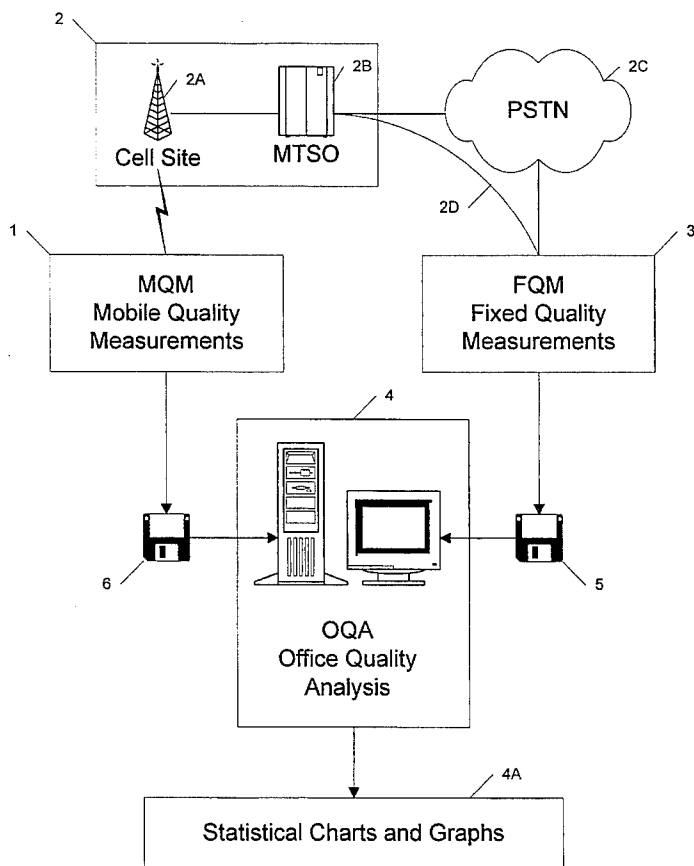 2
2A
2B
2C
PSTN
Cell Site
MTSO
2D
1
3
MQM
Mobile Quality
Measurements
FQM
Fixed Quality
Measurements
4
6
5
OQA
Office Quality
Analysis
4A
Statistical Charts and Graphs